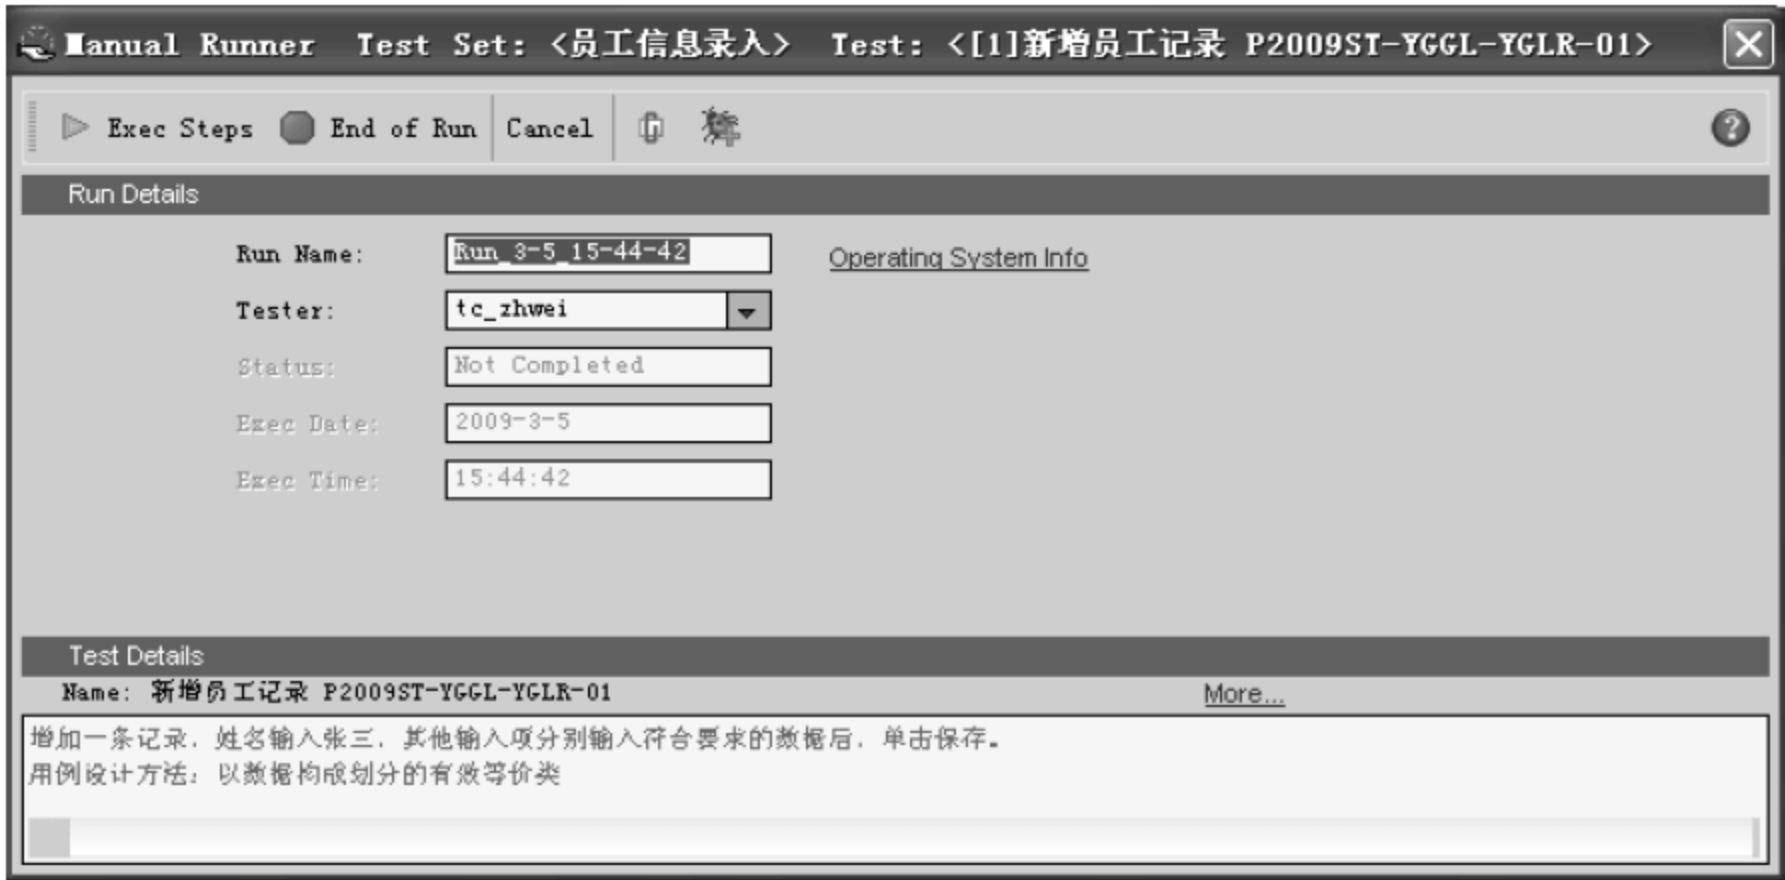 Manual Runner Test Set: <员工信息录入> Test: <[1]新增员工记录 P2009ST-YGGL-YGLR-01>
Exec Steps End of Run Cancel
Run Details
Run Name: Run_3-5_15-44-42 Operating System Info
Tester: tc_zhwei
Status: Not Completed
Exec Date: 2009-3-5
Exec Time: 15:44:42
Test Details
Name: 新增员工记录 P2009ST-YGGL-YGLR-01 More...
增加一条记录，姓名输入张三，其他输入项分别输入符合要求的数据后，单击保存。
用例设计方法：以数据构成划分的有效等价类